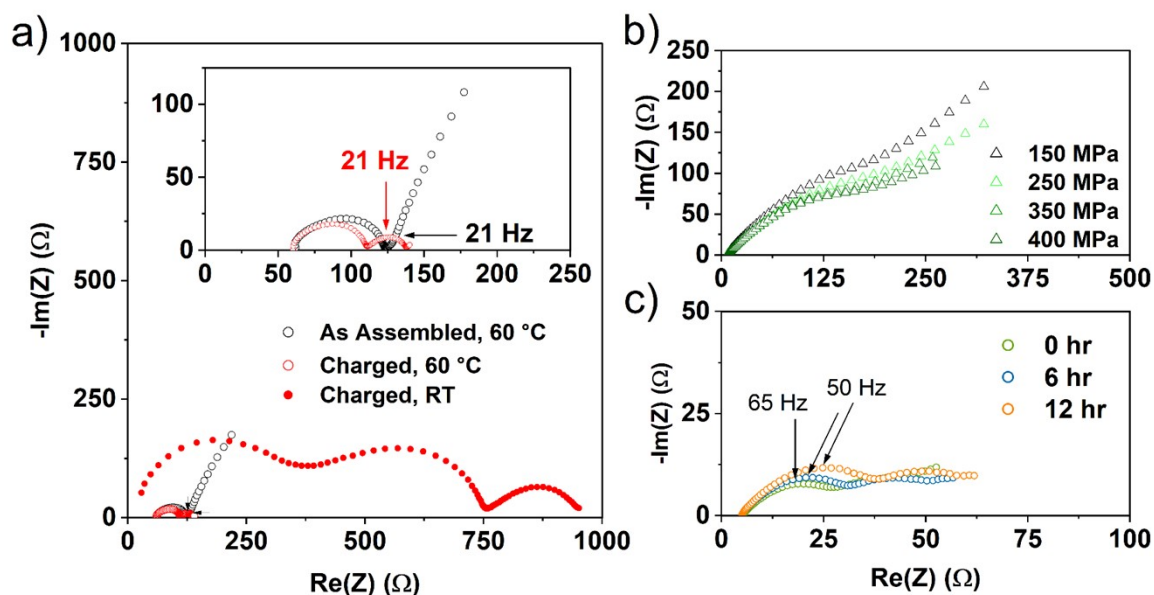 a)
1000
750
500
250
0
-Im(Z) (Ω)
100
50
0
0 50 100 150 200 250
21 Hz
21 Hz
As Assembled, 60 °C
Charged, 60 °C
Charged, RT
0 250 500 750 1000
Re(Z) (Ω)
b)
250
200
150
100
50
0
-Im(Z) (Ω)
150 MPa
250 MPa
350 MPa
400 MPa
0 125 250 375 500
c)
50
25
0
-Im(Z) (Ω)
65 Hz
50 Hz
0 hr
6 hr
12 hr
0 25 50 75 100
Re(Z) (Ω)